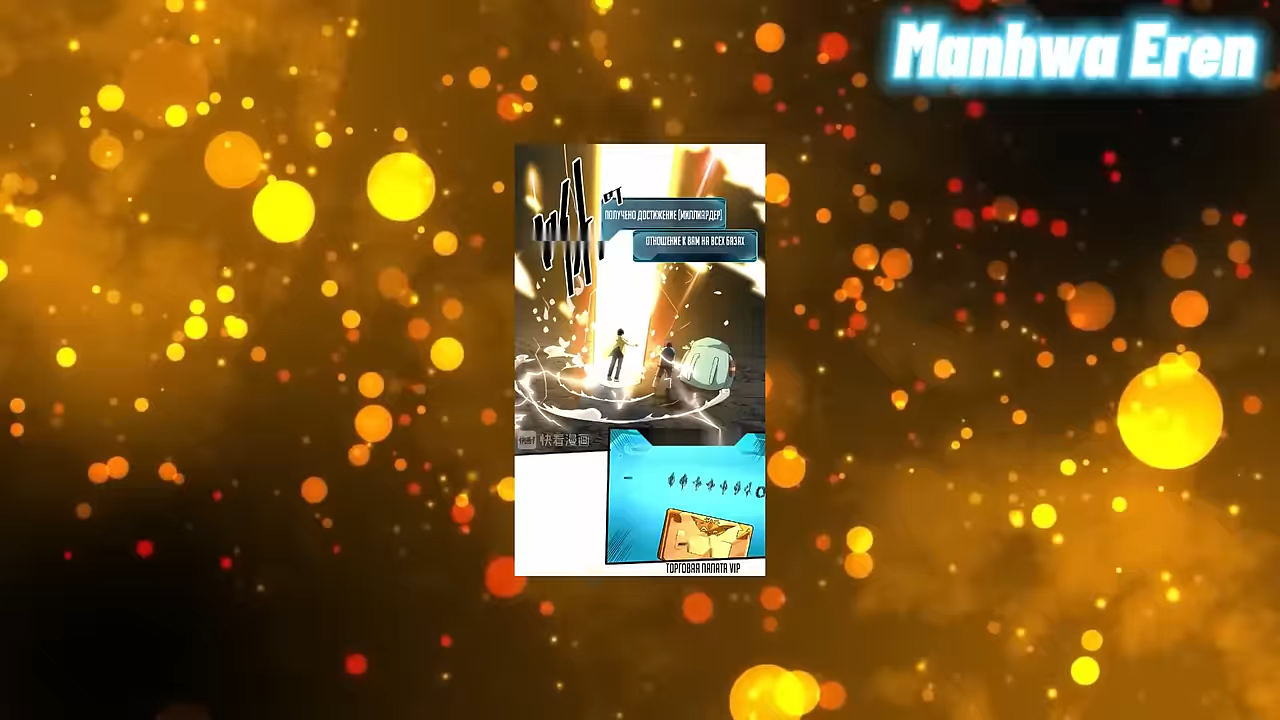 Manhwa Eren
ПОЛУЧЕНО ДОСТИЖЕНИЕ [МИЛЛИАРДЕР]
ОТНОШЕНИЕ К ВАМ НА ВСЕХ БАЗАХ
快看漫画
ТОРГОВАЯ ПАЛАТА VIP